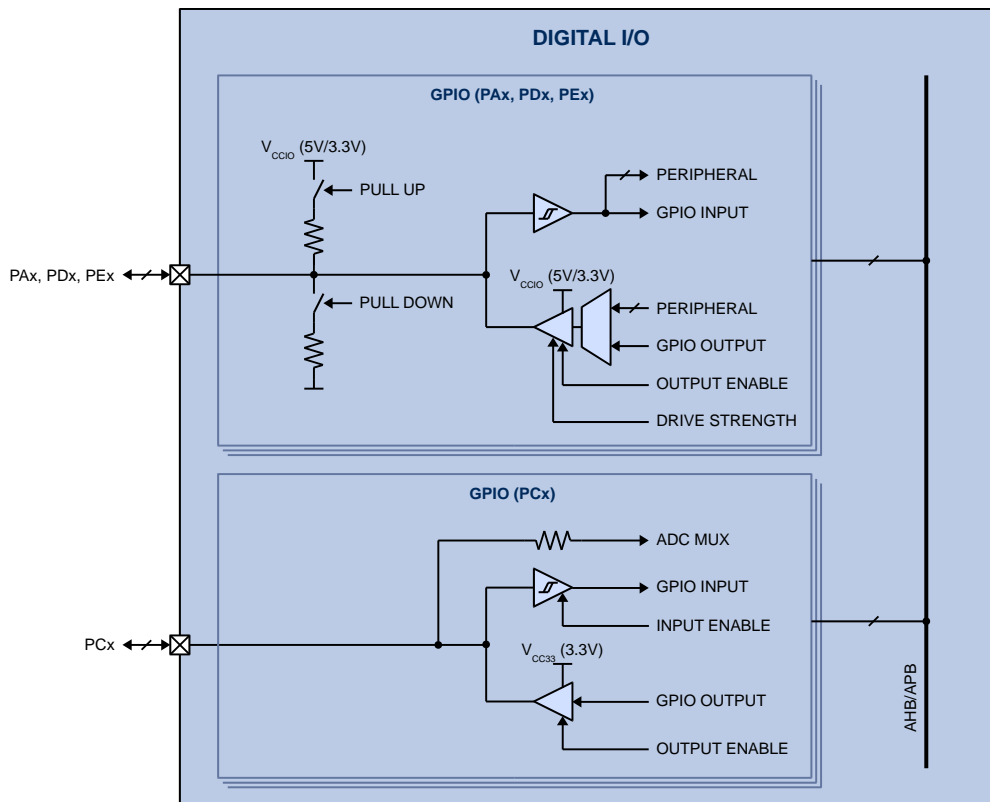 DIGITAL I/O
GPIO (PAx, PDx, PEx)
VCCIO (5V/3.3V)
PULL UP
PERIPHERAL
GPIO INPUT
PAx, PDx, PEx
PULL DOWN
VCCIO (5V/3.3V)
PERIPHERAL
GPIO OUTPUT
OUTPUT ENABLE
DRIVE STRENGTH
GPIO (PCx)
ADC MUX
GPIO INPUT
INPUT ENABLE
PCx
VCC33 (3.3V)
GPIO OUTPUT
OUTPUT ENABLE
AHB/APB